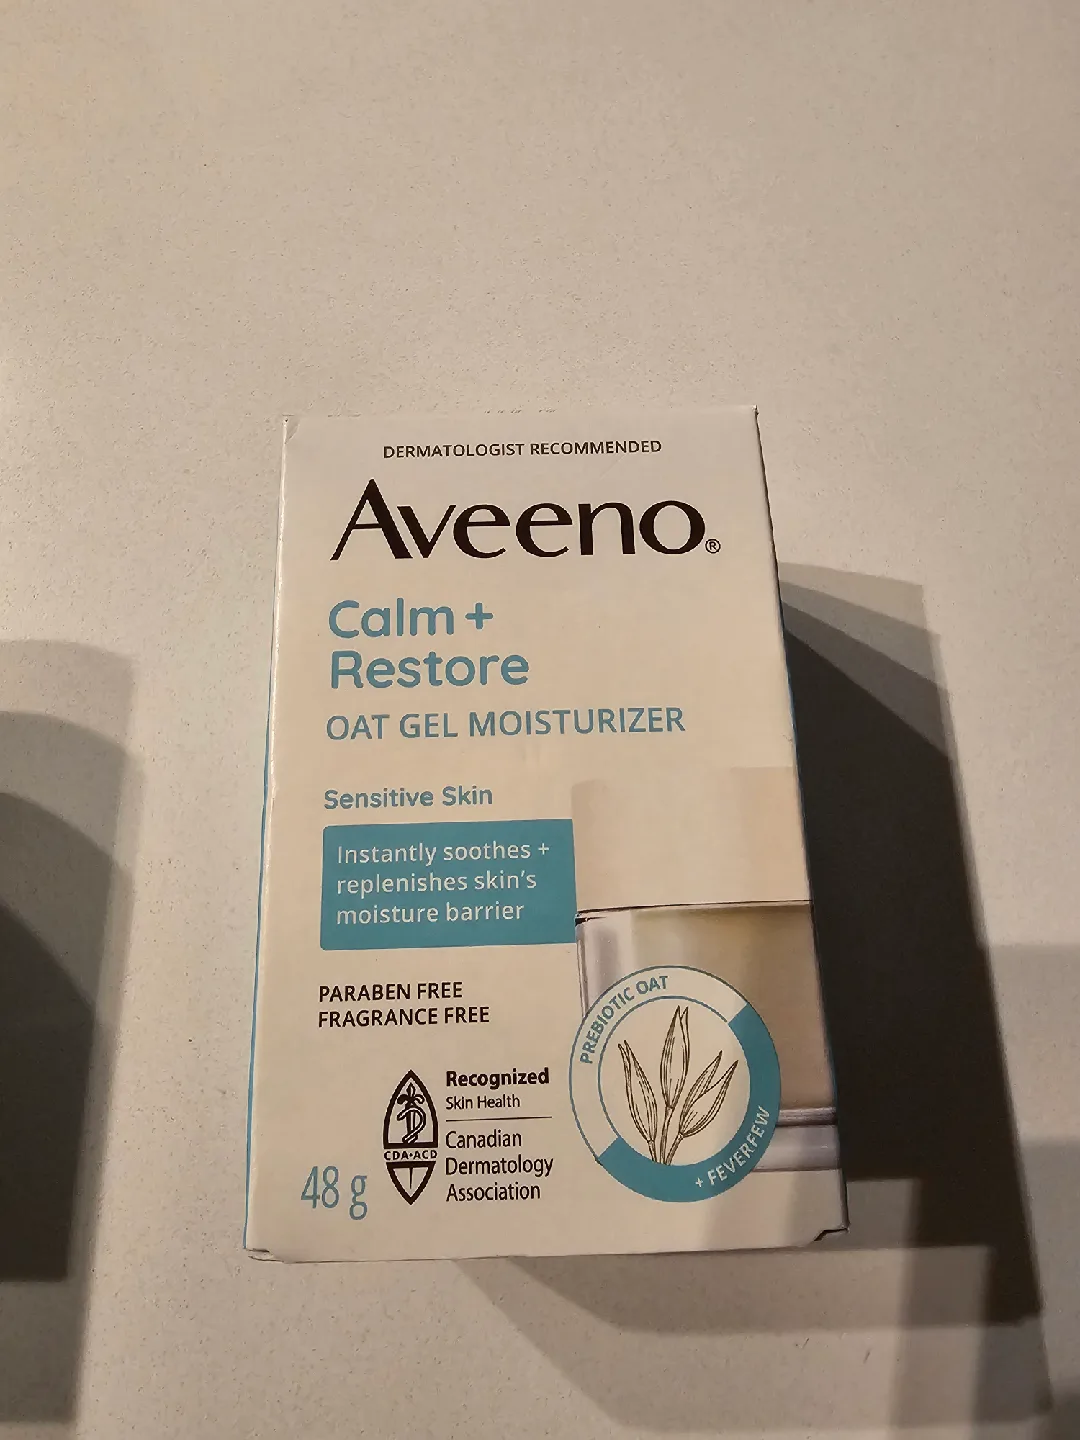 DERMATOLOGIST RECOMMENDED
Aveeno®
Calm +
Restore
OAT GEL MOISTURIZER
Sensitive Skin
Instantly soothes +
replenishes skin's
moisture barrier
PARABEN FREE
FRAGRANCE FREE
PREBIOTIC OAT
+ FEVERFEW
Recognized
Skin Health
Canadian
Dermatology
Association
CDA•ACD
48 g